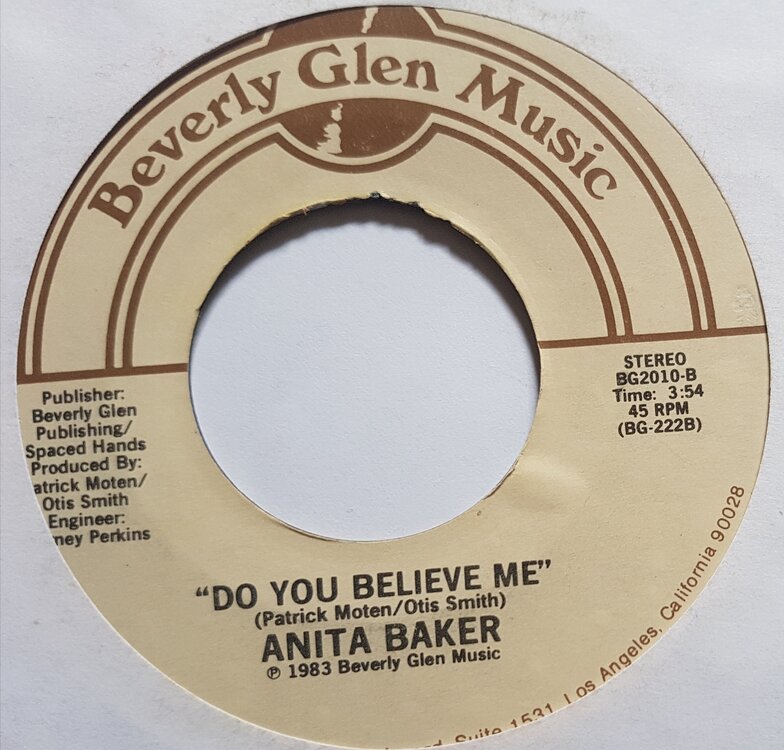 Beverly Glen Music
STEREO
BG2010-B
Time: 3:54
45 RPM
(BG-222B)
Publisher:
Beverly Glen
Publishing/
Spaced Hands
Produced By:
atrick Moten/
Otis Smith
Engineer:
ney Perkins
"DO YOU BELIEVE ME"
(Patrick Moten/Otis Smith)
ANITA BAKER
℗ 1983 Beverly Glen Music
Suite 1531, Los Angeles, California 90028